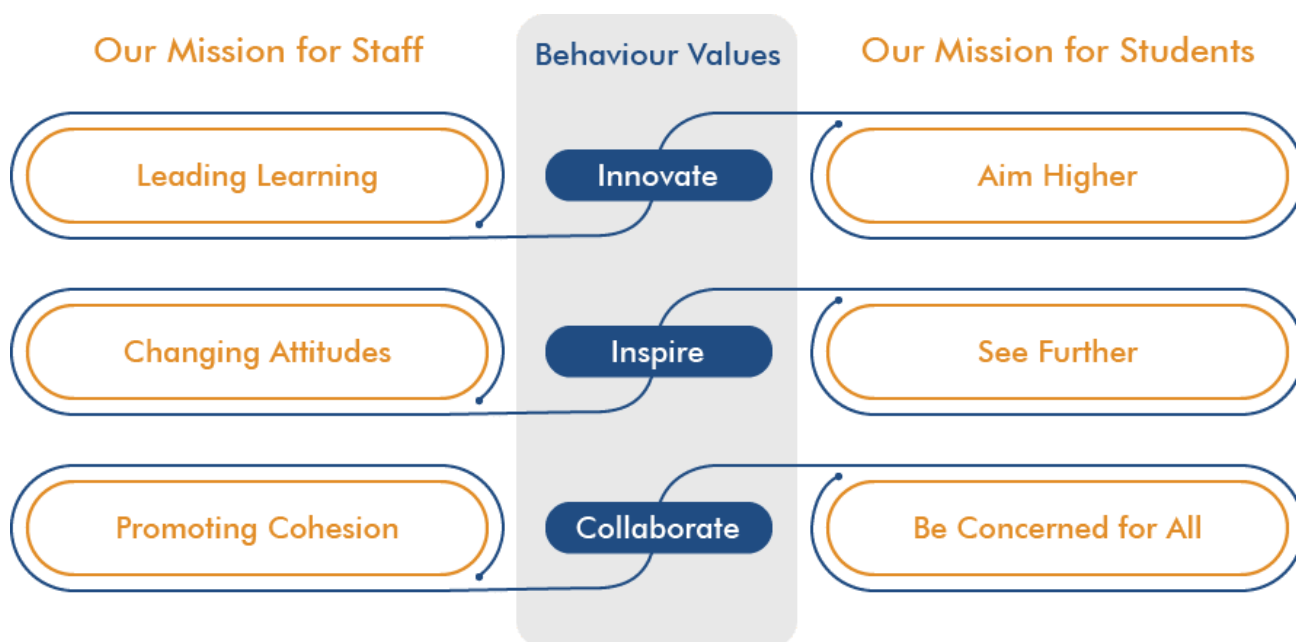 Our Mission for Staff
Behaviour Values
Our Mission for Students
Leading Learning
Innovate
Aim Higher
Changing Attitudes
Inspire
See Further
Promoting Cohesion
Collaborate
Be Concerned for All